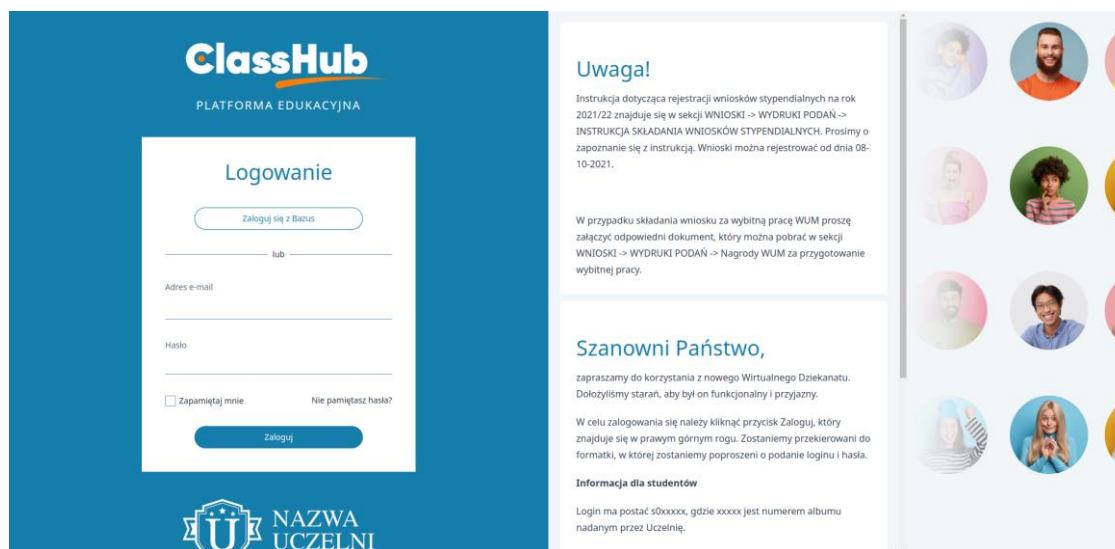 ClassHub
PLATFORMA EDUKACYJNA
Logowanie
Zaloguj się z Bazus
lub
Adres e-mail
Hasło
Zapamiętaj mnie
Nie pamiętasz hasła?
Zaloguj
U
NAZWA
UCZELNI
Uwaga!
Instrukcja dotycząca rejestracji wniosków stypendialnych na rok
2021/22 znajduje się w sekcji WNIOSKI -> WYDRUKI PODAŃ ->
INSTRUKCJA SKŁADANIA WNIOSKÓW STYPENDIALNYCH. Prosimy o
zapoznanie się z instrukcją. Wnioski można rejestrować od dnia 08-
10-2021.
W przypadku składania wniosku za wybitną pracę WUM proszę
załączyć odpowiedni dokument, który można pobrać w sekcji
WNIOSKI -> WYDRUKI PODAŃ -> Nagrody WUM za przygotowanie
wybitnej pracy.
Szanowni Państwo,
zapraszamy do korzystania z nowego Wirtualnego Dziekanatu.
Dołożyliśmy starań, aby był on funkcjonalny i przyjazny.
W celu zalogowania się należy kliknąć przycisk Zaloguj, który
znajduje się w prawym górnym rogu. Zostaniemy przekierowani do
formatki, w której zostaniemy poproszeni o podanie loginu i hasła.
Informacja dla studentów
Login ma postać s0xxxxx, gdzie xxxxx jest numerem albumu
nadanym przez Uczelnię.